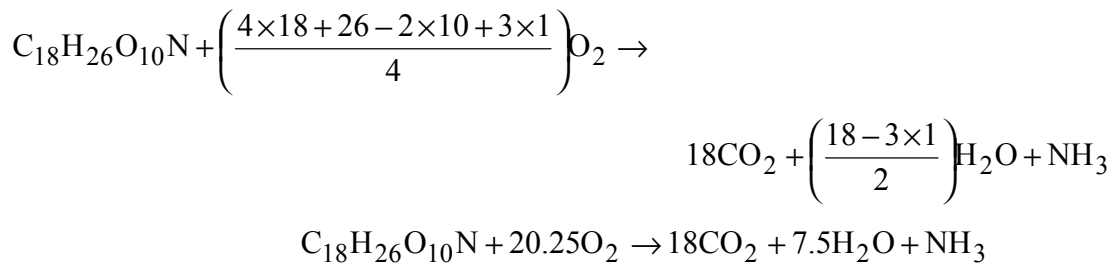 C₁₈H₂₆O₁₀N + ((4×18+26−2×10+3×1)/4)O₂ →
18CO₂ + ((18−3×1)/2)H₂O + NH₃
C₁₈H₂₆O₁₀N + 20.25O₂ → 18CO₂ + 7.5H₂O + NH₃